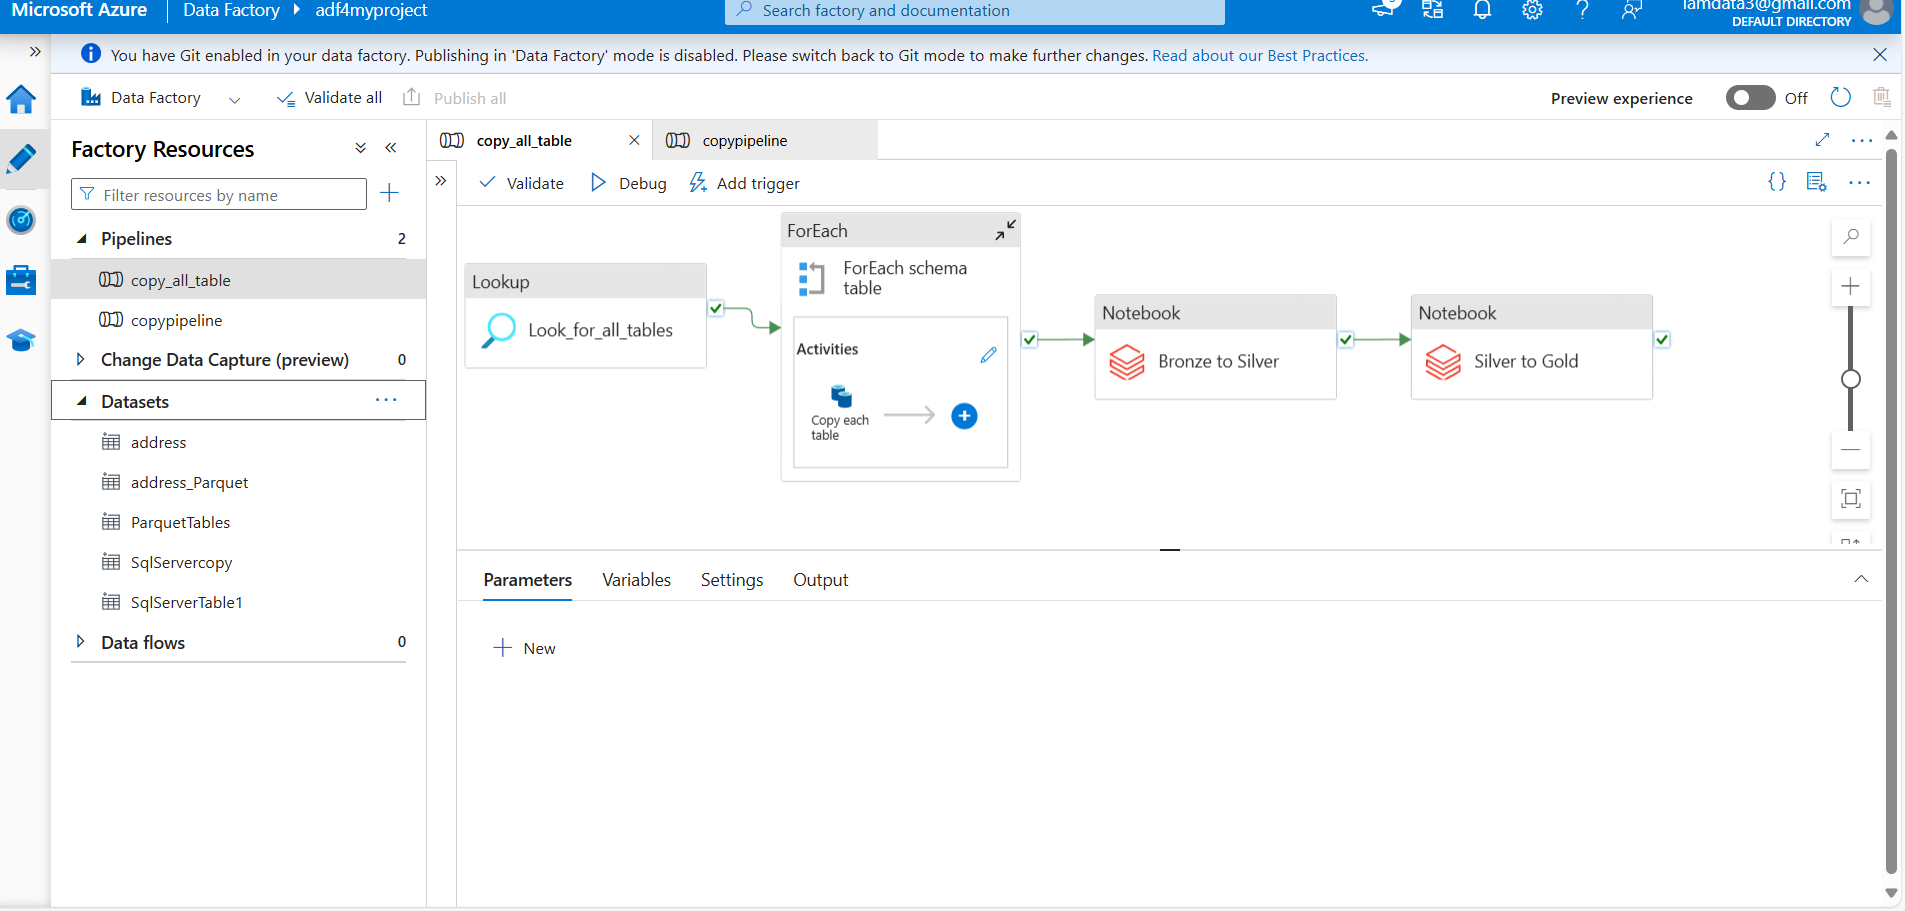 Microsoft Azure
Data Factory
adf4myproject
Search factory and documentation
DEFAULT DIRECTORY
You have Git enabled in your data factory. Publishing in 'Data Factory' mode is disabled. Please switch back to Git mode to make further changes. Read about our Best Practices.
Data Factory
Validate all
Publish all
Preview experience
Off
Factory Resources
Filter resources by name
Pipelines 2
copy_all_table
copypipeline
Change Data Capture (preview) 0
Datasets
address
address_Parquet
ParquetTables
SqlServercopy
SqlServerTable1
Data flows 0
copy_all_table
copypipeline
Validate
Debug
Add trigger
Lookup
Look_for_all_tables
ForEach
ForEach schema
table
Activities
Copy each
table
Notebook
Bronze to Silver
Notebook
Silver to Gold
Parameters
Variables
Settings
Output
New